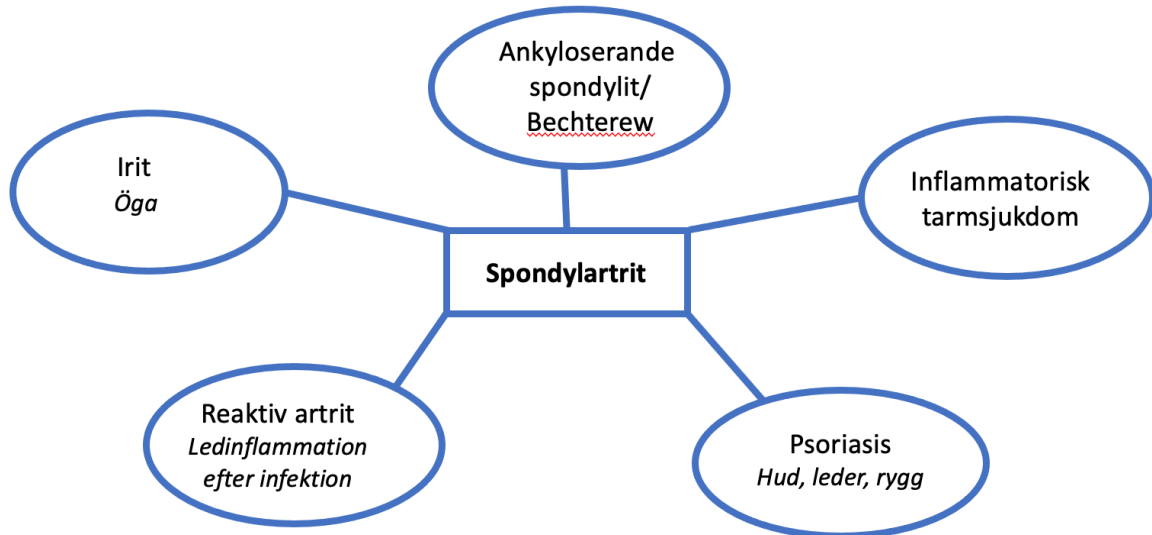 Ankyloserande
spondylit/
Bechterew
Irit
Öga
Inflammatorisk
tarmsjukdom
Spondylartrit
Reaktiv artrit
Ledinflammation
efter infektion
Psoriasis
Hud, leder, rygg